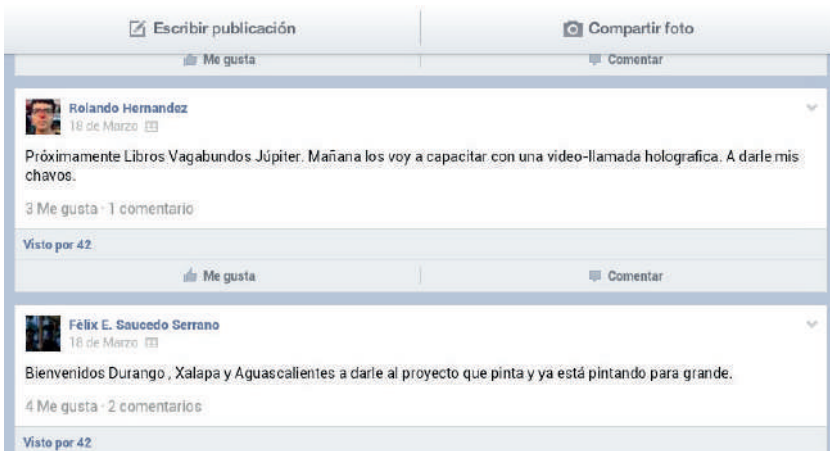 Escribir publicación
Compartir foto
Me gusta
Comentar
Rolando Hernandez
18 de Marzo
Próximamente Libros Vagabundos Júpiter. Mañana los voy a capacitar con una video-llamada holografica. A darle mis
chavos.
3 Me gusta · 1 comentario
Visto por 42
Me gusta
Comentar
Félix E. Saucedo Serrano
18 de Marzo
Bienvenidos Durango , Xalapa y Aguascalientes a darle al proyecto que pinta y ya está pintando para grande.
4 Me gusta · 2 comentarios
Visto por 42